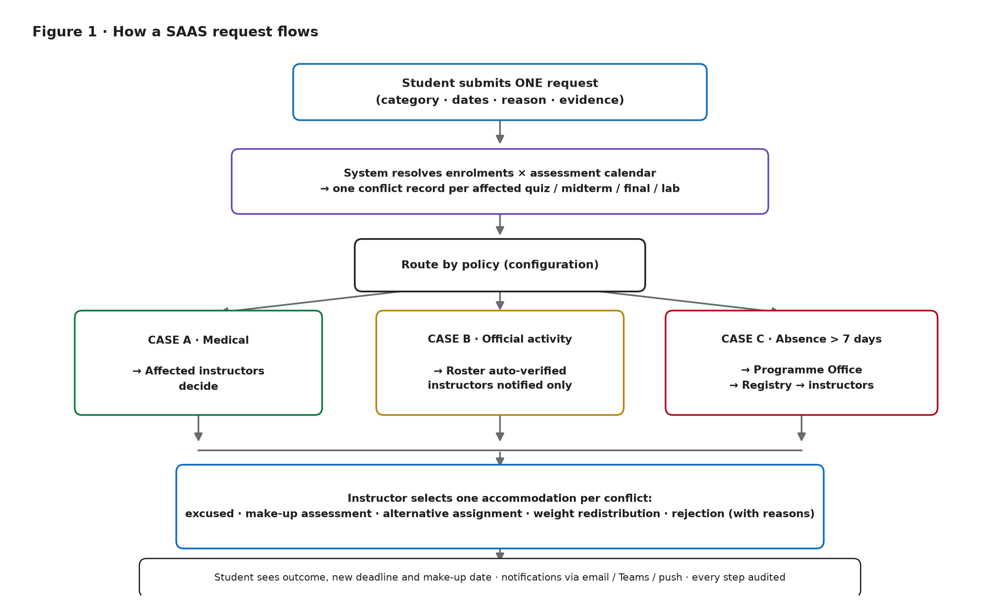 Figure 1 · How a SAAS request flows
Student submits ONE request
(category · dates · reason · evidence)
System resolves enrolments × assessment calendar
→ one conflict record per affected quiz / midterm / final / lab
Route by policy (configuration)
CASE A · Medical
→ Affected instructors
decide
CASE B · Official activity
→ Roster auto-verified
instructors notified only
CASE C · Absence > 7 days
→ Programme Office
→ Registry → instructors
Instructor selects one accommodation per conflict:
excused · make-up assessment · alternative assignment · weight redistribution · rejection (with reasons)
Student sees outcome, new deadline and make-up date · notifications via email / Teams / push · every step audited